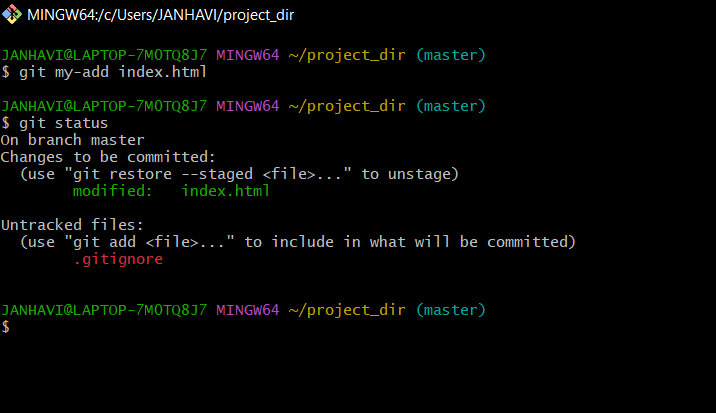 MINGW64:/c/Users/JANHAVI/project_dir
JANHAVI@LAPTOP-7M0TQ8J7 MINGW64 ~/project_dir (master)
$ git my-add index.html
JANHAVI@LAPTOP-7M0TQ8J7 MINGW64 ~/project_dir (master)
$ git status
On branch master
Changes to be committed:
  (use "git restore --staged <file>..." to unstage)
        modified:   index.html
Untracked files:
  (use "git add <file>..." to include in what will be committed)
        .gitignore
JANHAVI@LAPTOP-7M0TQ8J7 MINGW64 ~/project_dir (master)
$